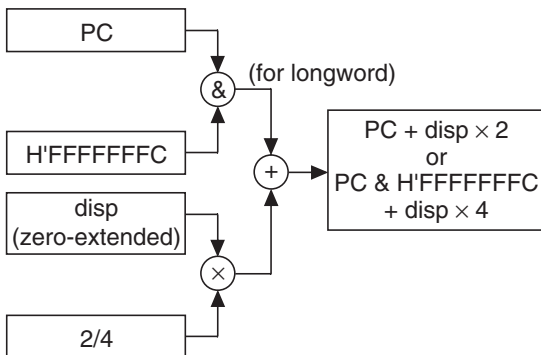 PC
&
(for longword)
H'FFFFFFFC
+
PC + disp × 2
or
PC & H'FFFFFFFC
+ disp × 4
disp
(zero-extended)
×
2/4